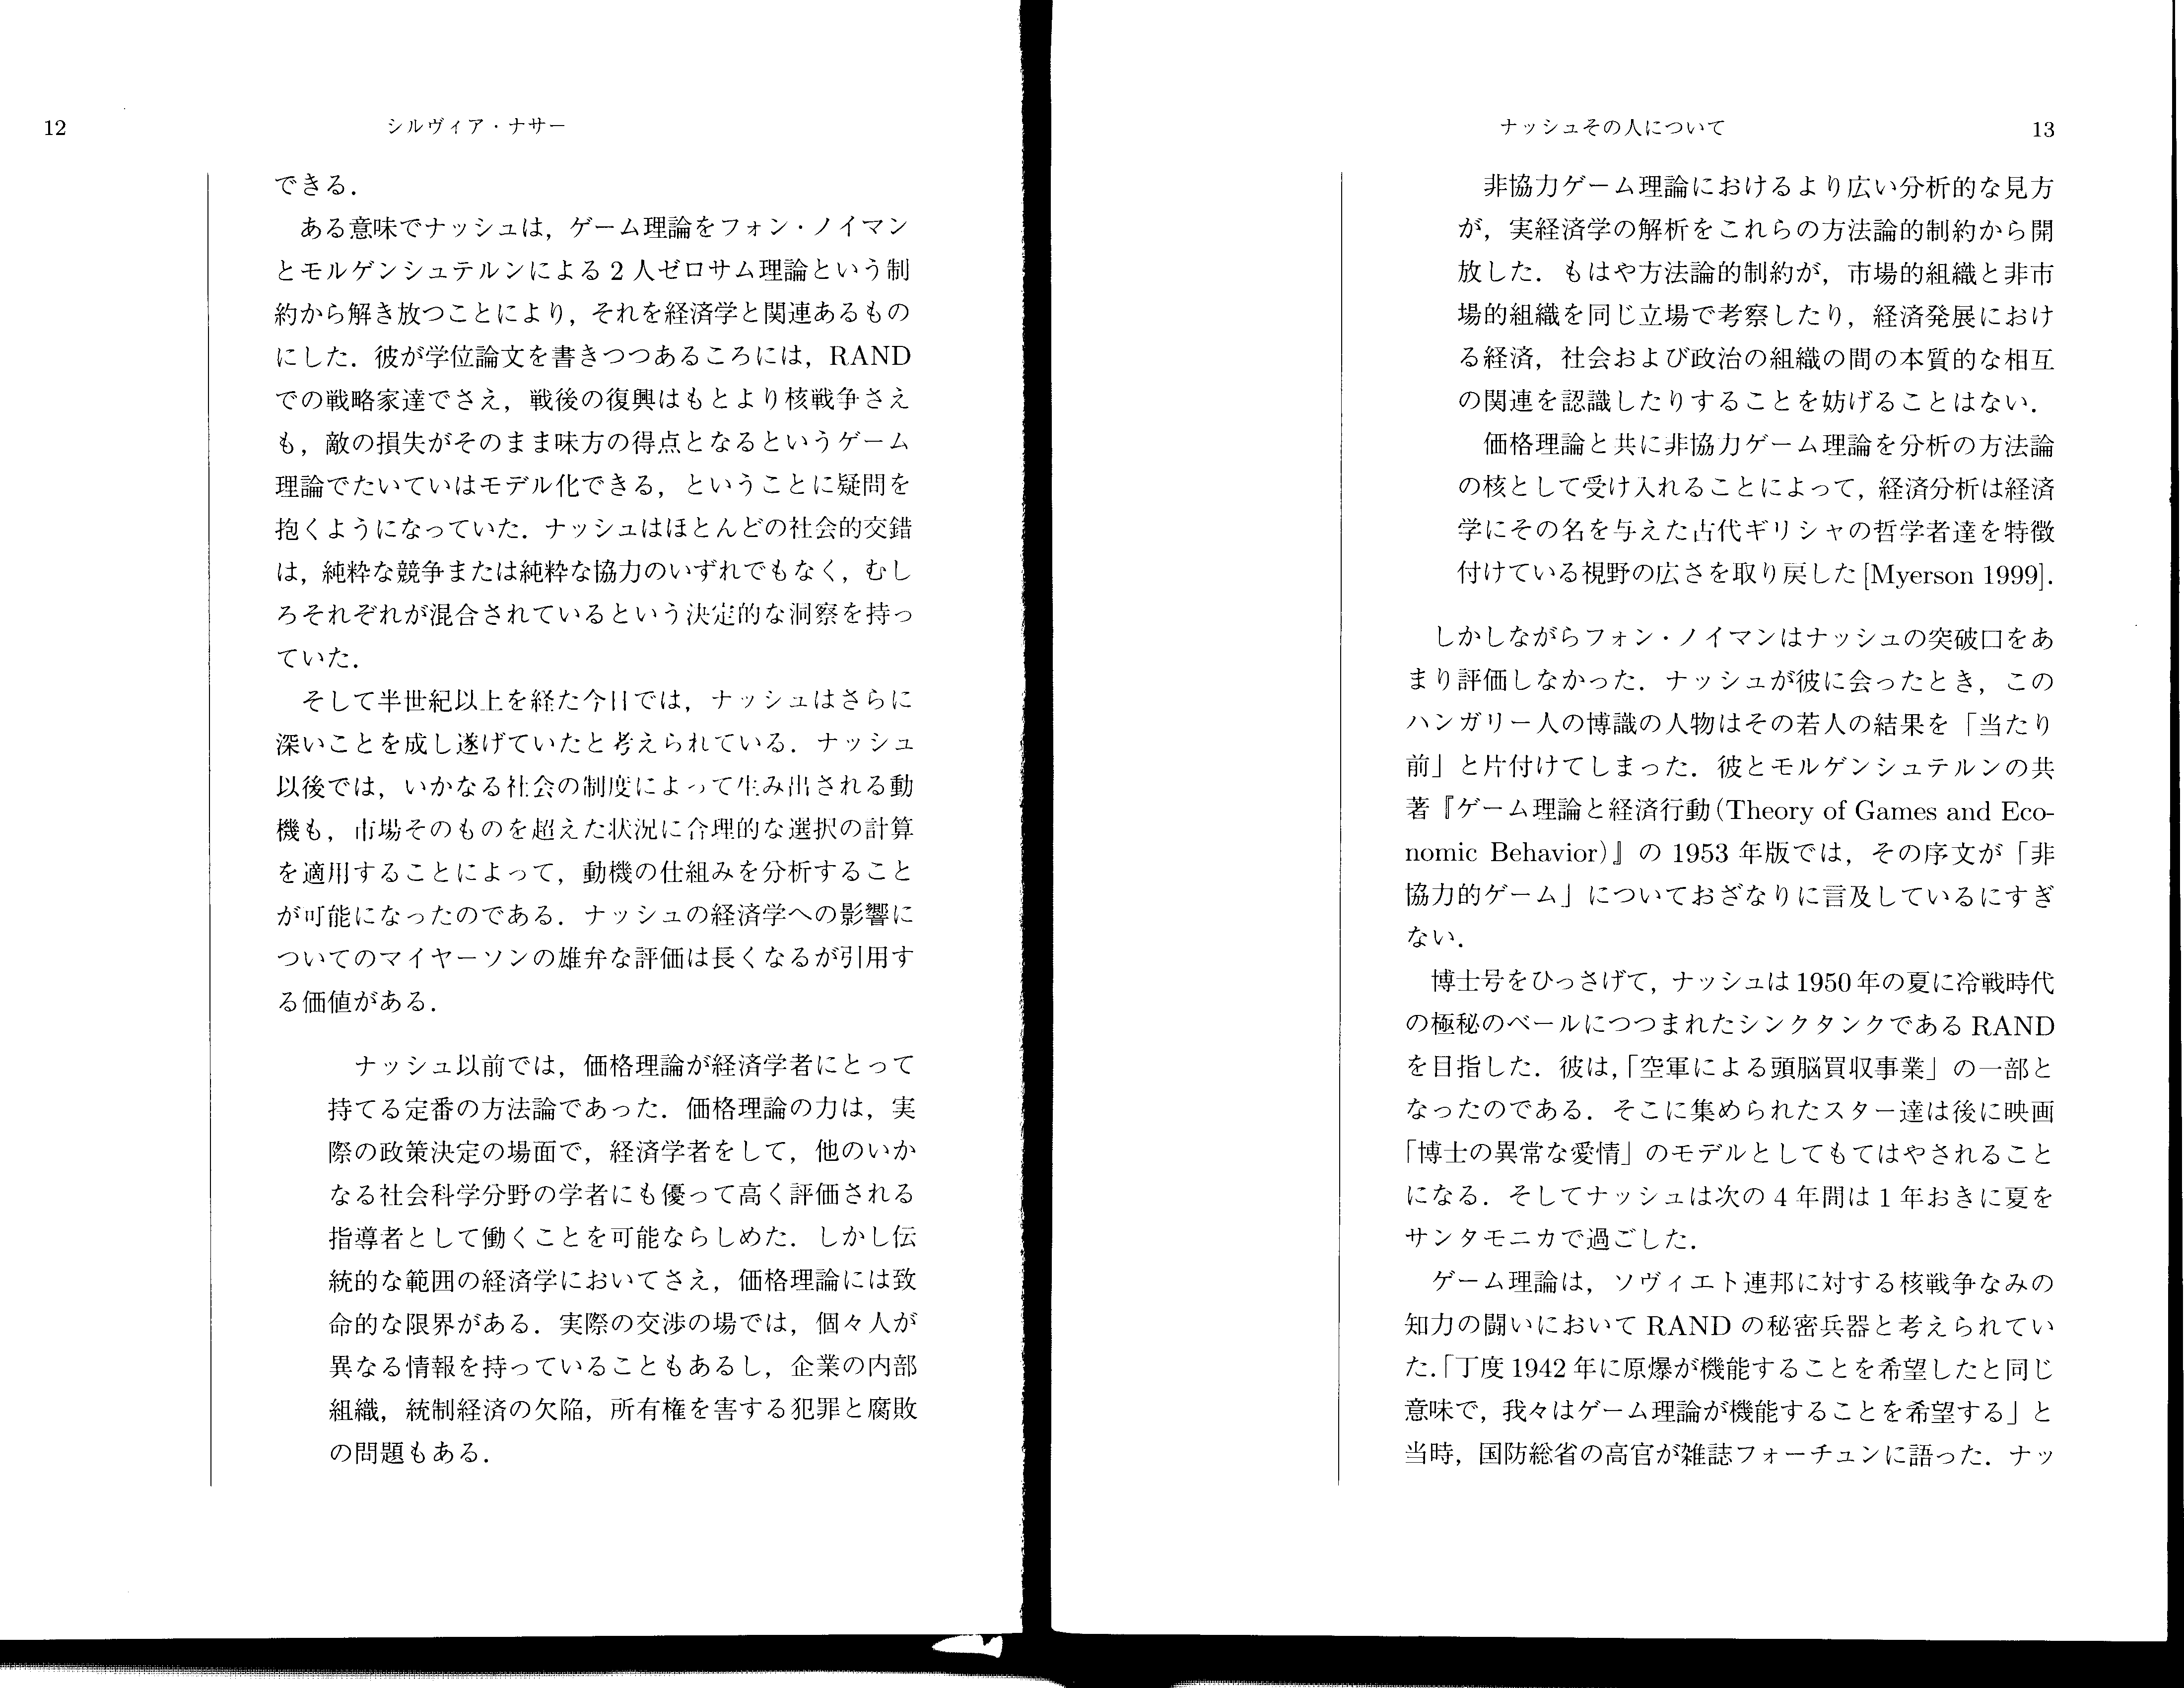 12
シルヴィア・ナサー
できる．
ある意味でナッシュは，ゲーム理論をフォン・ノイマン
とモルゲンシュテルンによる 2 人ゼロサム理論という制
約から解き放つことにより，それを経済学と関連あるもの
にした．彼が学位論文を書きつつあるころには，RAND
での戦略家達でさえ，戦後の復興はもとより核戦争さえ
も，敵の損失がそのまま味方の得点となるというゲーム
理論でたいていはモデル化できる，ということに疑問を
抱くようになっていた．ナッシュはほとんどの社会的交錯
は，純粋な競争または純粋な協力のいずれでもなく，むし
ろそれぞれが混合されているという決定的な洞察を持っ
ていた．
そして半世紀以上を経た今日では，ナッシュはさらに
深いことを成し遂げていたと考えられている．ナッシュ
以後では，いかなる社会の制度によって生み出される動
機も，市場そのものを超えた状況に合理的な選択の計算
を適用することによって，動機の仕組みを分析すること
が可能になったのである．ナッシュの経済学への影響に
ついてのマイヤーソンの雄弁な評価は長くなるが引用す
る価値がある．
ナッシュ以前では，価格理論が経済学者にとって
持てる定番の方法論であった．価格理論の力は，実
際の政策決定の場面で，経済学者をして，他のいか
なる社会科学分野の学者にも優って高く評価される
指導者として働くことを可能ならしめた．しかし伝
統的な範囲の経済学においてさえ，価格理論には致
命的な限界がある．実際の交渉の場では，個々人が
異なる情報を持っていることもあるし，企業の内部
組織，統制経済の欠陥，所有権を害する犯罪と腐敗
の問題もある．
ナッシュその人について
13
非協力ゲーム理論におけるより広い分析的な見方
が，実経済学の解析をこれらの方法論的制約から開
放した．もはや方法論的制約が，市場的組織と非市
場的組織を同じ立場で考察したり，経済発展におけ
る経済，社会および政治の組織の間の本質的な相互
の関連を認識したりすることを妨げることはない．
価格理論と共に非協力ゲーム理論を分析の方法論
の核として受け入れることによって，経済分析は経済
学にその名を与えた古代ギリシャの哲学者達を特徴
付けている視野の広さを取り戻した [Myerson 1999]．
しかしながらフォン・ノイマンはナッシュの突破口をあ
まり評価しなかった．ナッシュが彼に会ったとき，この
ハンガリー人の博識の人物はその若人の結果を「当たり
前」と片付けてしまった．彼とモルゲンシュテルンの共
著『ゲーム理論と経済行動(Theory of Games and Eco-
nomic Behavior)』の 1953 年版では，その序文が「非
協力的ゲーム」についておざなりに言及しているにすぎ
ない．
博士号をひっさげて，ナッシュは 1950 年の夏に冷戦時代
の極秘のベールにつつまれたシンクタンクである RAND
を目指した．彼は，「空軍による頭脳買収事業」の一部と
なったのである．そこに集められたスター達は後に映画
「博士の異常な愛情」のモデルとしてもてはやされること
になる．そしてナッシュは次の 4 年間は 1 年おきに夏を
サンタモニカで過ごした．
ゲーム理論は，ソヴィエト連邦に対する核戦争なみの
知力の闘いにおいて RAND の秘密兵器と考えられてい
た．「丁度 1942 年に原爆が機能することを希望したと同じ
意味で，我々はゲーム理論が機能することを希望する」と
当時，国防総省の高官が雑誌フォーチュンに語った．ナッ